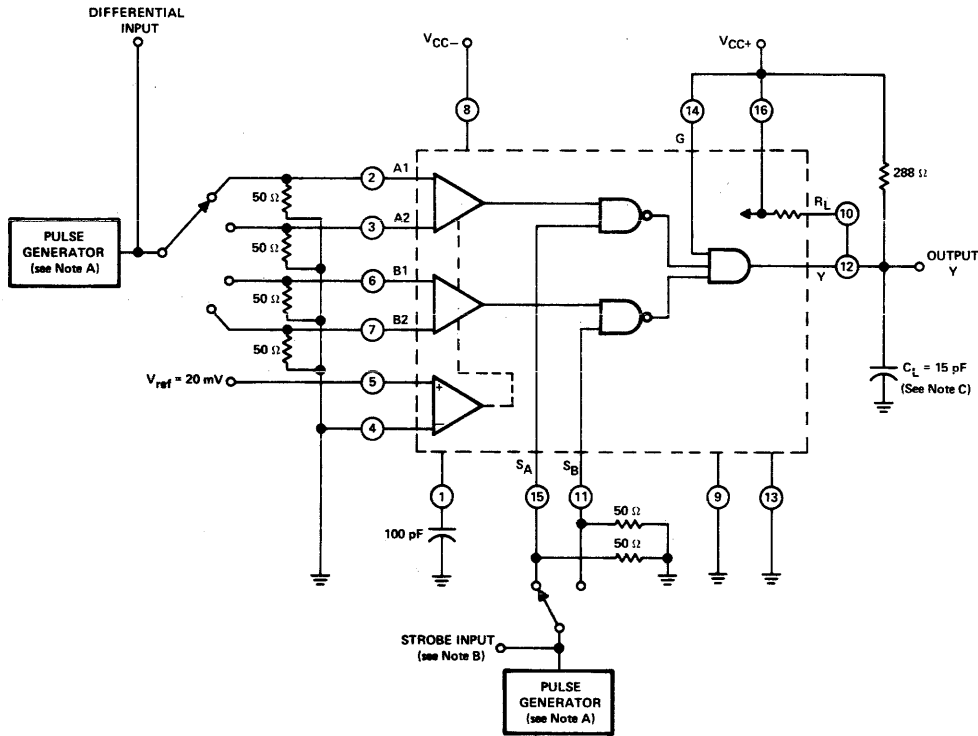 DIFFERENTIAL
INPUT
VCC−
VCC+
8
14
16
G
288 Ω
2
A1
50 Ω
3
A2
RL
10
PULSE
GENERATOR
(see Note A)
50 Ω
6
B1
Y
12
OUTPUT
Y
50 Ω
7
B2
50 Ω
Vref = 20 mV
5
+
CL = 15 pF
(See Note C)
4
−
SA
SB
1
15
11
9
13
100 pF
50 Ω
50 Ω
STROBE INPUT
(see Note B)
PULSE
GENERATOR
(see Note A)